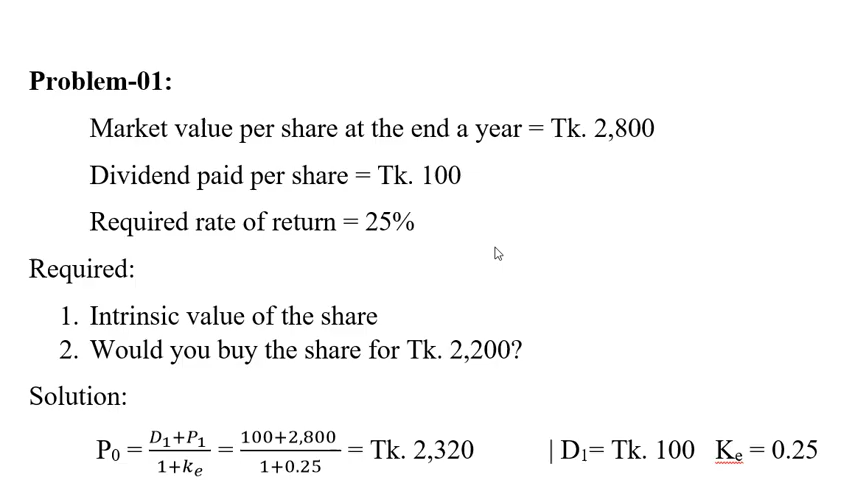 Problem-01:
Market value per share at the end a year = Tk. 2,800
Dividend paid per share = Tk. 100
Required rate of return = 25%
Required:
1. Intrinsic value of the share
2. Would you buy the share for Tk. 2,200?
Solution:
P₀ = (D₁+P₁)/(1+kₑ) = (100+2,800)/(1+0.25) = Tk. 2,320 | D₁= Tk. 100 Kₑ = 0.25